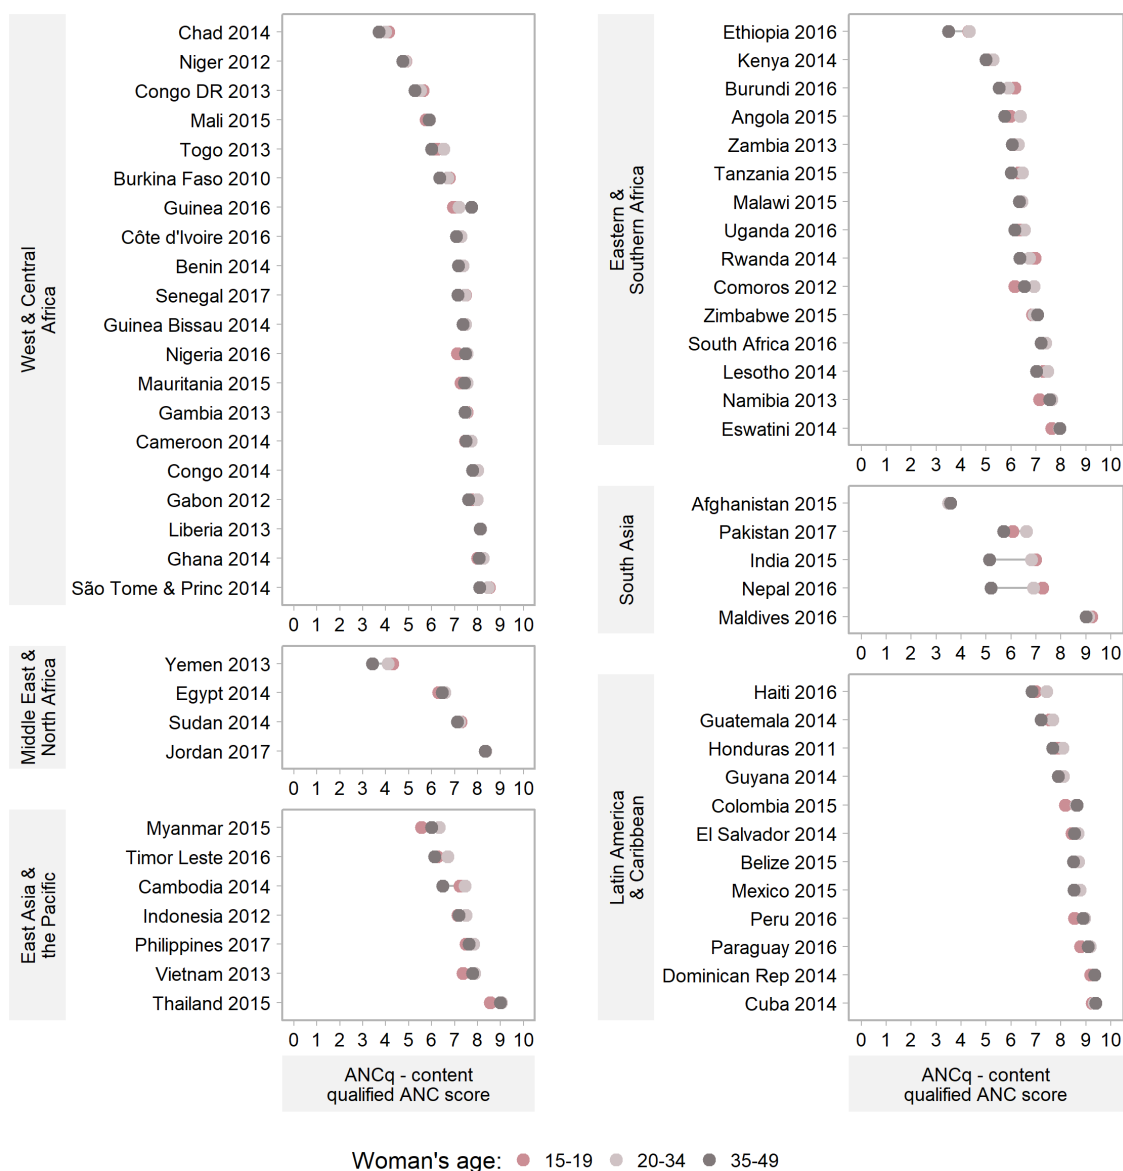 West & Central
Africa
Chad 2014
Niger 2012
Congo DR 2013
Mali 2015
Togo 2013
Burkina Faso 2010
Guinea 2016
Côte d'Ivoire 2016
Benin 2014
Senegal 2017
Guinea Bissau 2014
Nigeria 2016
Mauritania 2015
Gambia 2013
Cameroon 2014
Congo 2014
Gabon 2012
Liberia 2013
Ghana 2014
São Tome & Princ 2014
0 1 2 3 4 5 6 7 8 9 10
Middle East &
North Africa
Yemen 2013
Egypt 2014
Sudan 2014
Jordan 2017
0 1 2 3 4 5 6 7 8 9 10
East Asia &
the Pacific
Myanmar 2015
Timor Leste 2016
Cambodia 2014
Indonesia 2012
Philippines 2017
Vietnam 2013
Thailand 2015
0 1 2 3 4 5 6 7 8 9 10
ANCq - content
qualified ANC score
Eastern &
Southern Africa
Ethiopia 2016
Kenya 2014
Burundi 2016
Angola 2015
Zambia 2013
Tanzania 2015
Malawi 2015
Uganda 2016
Rwanda 2014
Comoros 2012
Zimbabwe 2015
South Africa 2016
Lesotho 2014
Namibia 2013
Eswatini 2014
0 1 2 3 4 5 6 7 8 9 10
South Asia
Afghanistan 2015
Pakistan 2017
India 2015
Nepal 2016
Maldives 2016
0 1 2 3 4 5 6 7 8 9 10
Latin America
& Caribbean
Haiti 2016
Guatemala 2014
Honduras 2011
Guyana 2014
Colombia 2015
El Salvador 2014
Belize 2015
Mexico 2015
Peru 2016
Paraguay 2016
Dominican Rep 2014
Cuba 2014
0 1 2 3 4 5 6 7 8 9 10
ANCq - content
qualified ANC score
Woman's age: 15-19 20-34 35-49